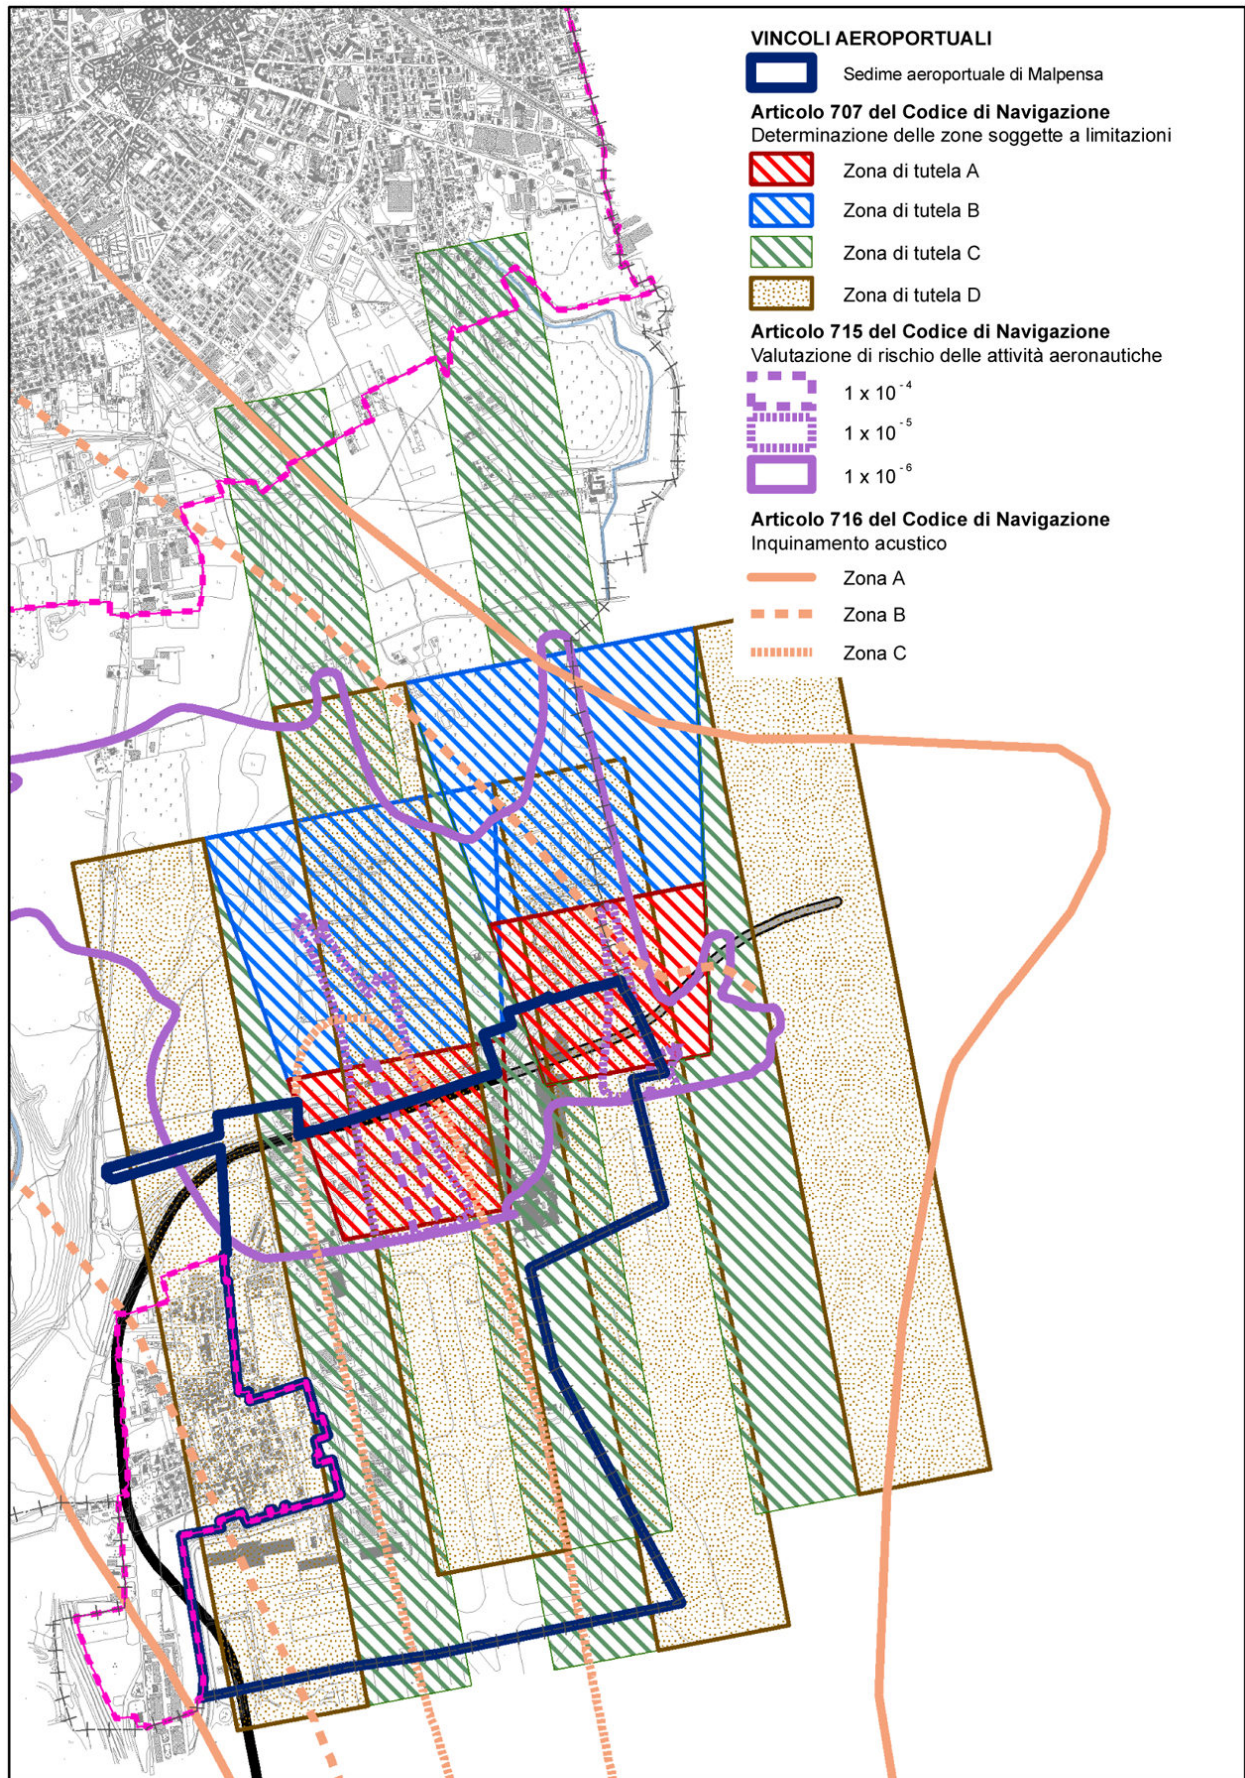 VINCOLI AEROPORTUALI
Sedime aeroportuale di Malpensa
Articolo 707 del Codice di Navigazione
Determinazione delle zone soggette a limitazioni
Zona di tutela A
Zona di tutela B
Zona di tutela C
Zona di tutela D
Articolo 715 del Codice di Navigazione
Valutazione di rischio delle attività aeronautiche
1 x 10⁻⁴
1 x 10⁻⁵
1 x 10⁻⁶
Articolo 716 del Codice di Navigazione
Inquinamento acustico
Zona A
Zona B
Zona C